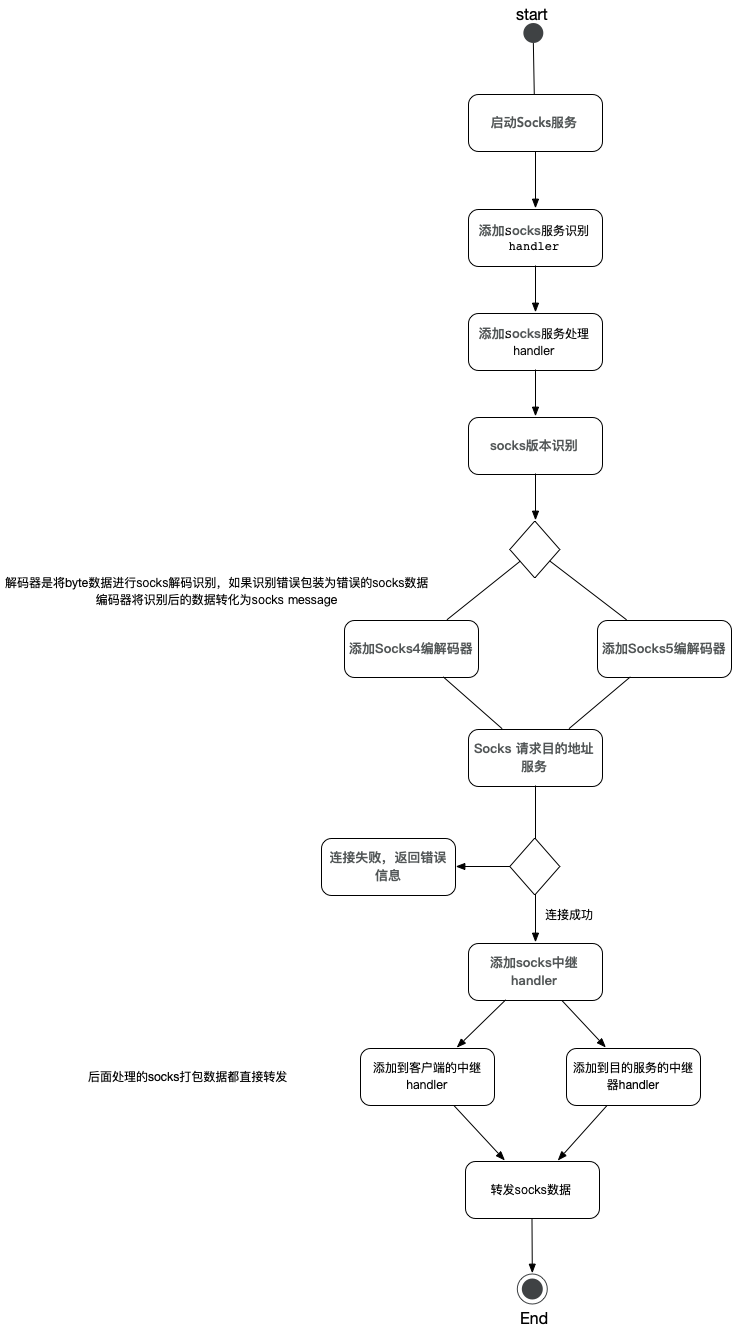 start
启动Socks服务
添加socks服务识别
handler
添加socks服务处理
handler
socks版本识别
解码器是将byte数据进行socks解码识别，如果识别错误包装为错误的socks数据
编码器将识别后的数据转化为socks message
添加Socks4编解码器
添加Socks5编解码器
Socks 请求目的地址
服务
连接失败，返回错误
信息
连接成功
添加socks中继
handler
后面处理的socks打包数据都直接转发
添加到客户端的中继
handler
添加到目的服务的中继
器handler
转发socks数据
End